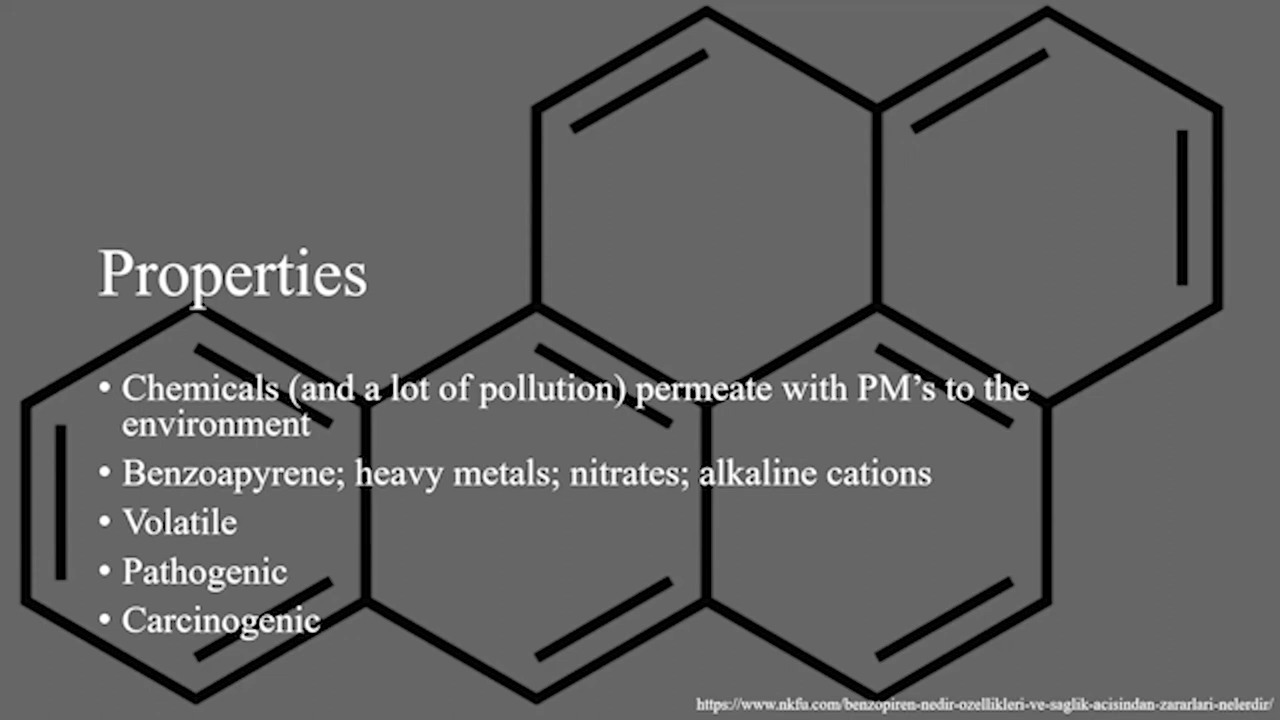 Properties
• Chemicals (and a lot of pollution) permeate with PM’s to the
environment
• Benzoapyrene; heavy metals; nitrates; alkaline cations
• Volatile
• Pathogenic
• Carcinogenic
https://www.nkfu.com/benzopiren-nedir-ozellikleri-ve-saglik-acisindan-zararlari-nelerdir/